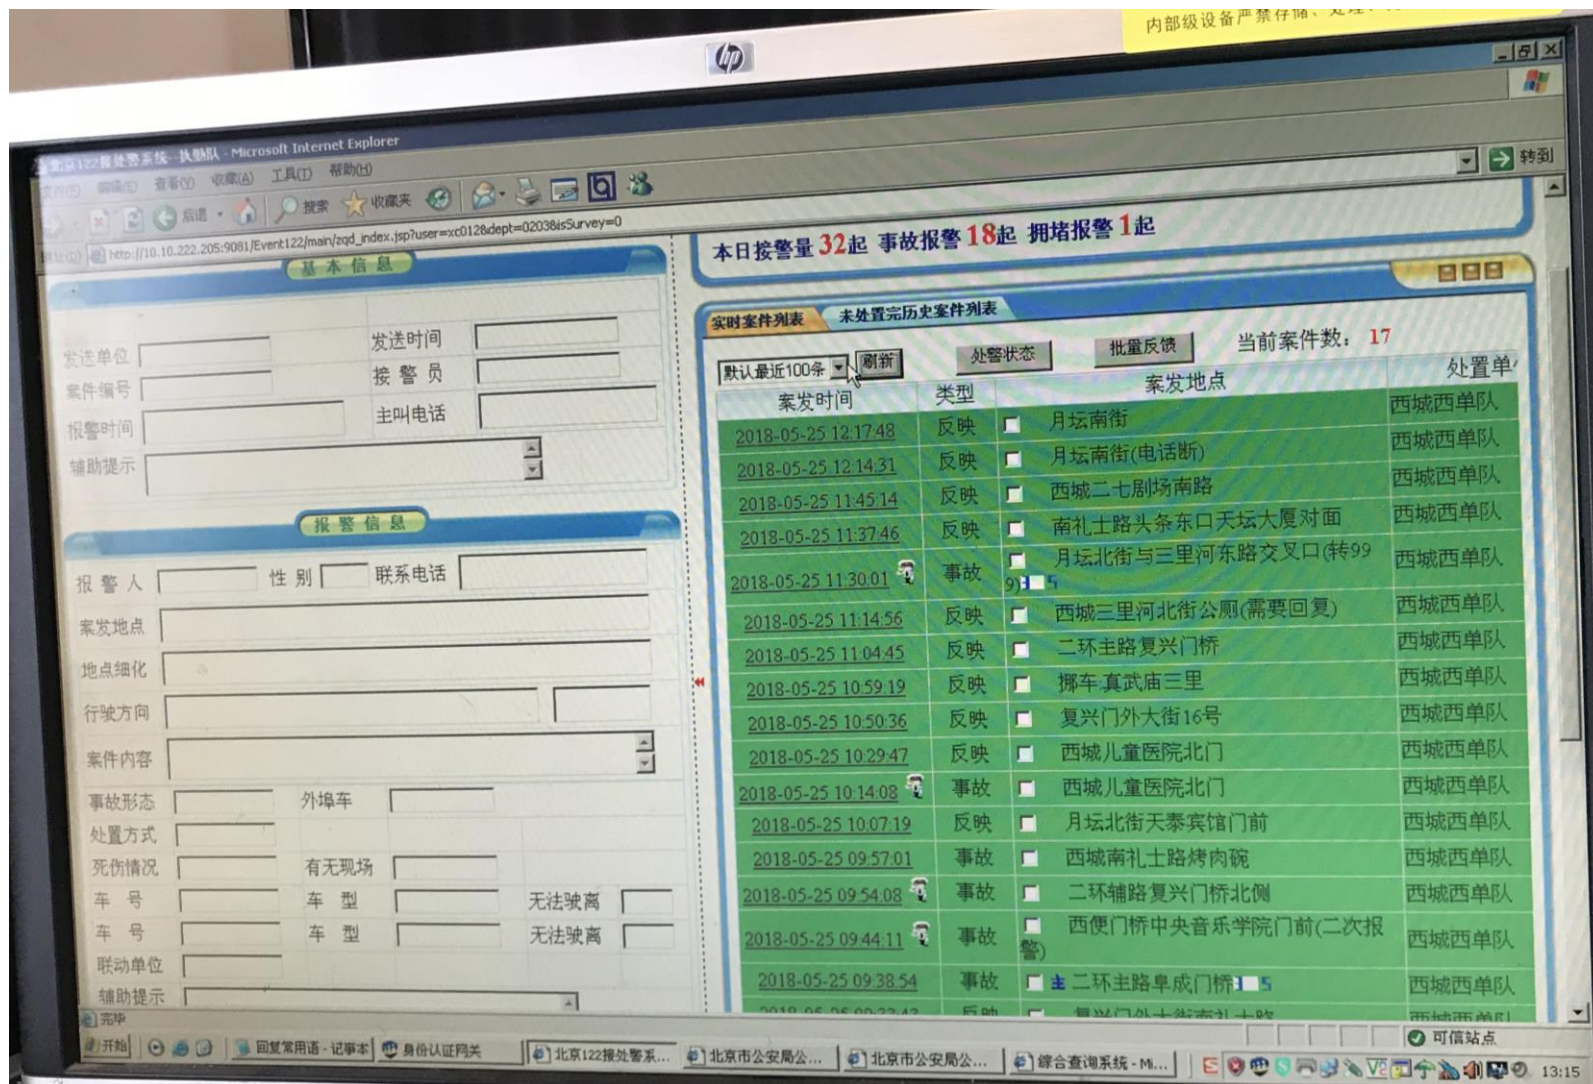 内部级设备严禁存储、处理
hp
北京122接处警系统--执勤队 - Microsoft Internet Explorer
编辑(E) 查看(V) 收藏(A) 工具(T) 帮助(H)
后退 搜索 收藏夹
转到
http://10.10.222.205:9081/Event122/main/zqd_index.jsp?user=xc0128&dept=0203&isSurvey=0
基本信息
发送单位 发送时间
案件编号 接警员
报警时间 主叫电话
辅助提示
报警信息
报警人 性别 联系电话
案发地点
地点细化
行驶方向
案件内容
事故形态 外埠车
处置方式
死伤情况 有无现场
车号 车型 无法驶离
车号 车型 无法驶离
联动单位
辅助提示
本日接警量32起 事故报警18起 拥堵报警1起
实时案件列表 未处置完历史案件列表
默认最近100条 刷新 处警状态 批量反馈 当前案件数：17
案发时间 类型 案发地点 处置单
2018-05-25 12:17:48 反映 月坛南街 西城西单队
2018-05-25 12:14:31 反映 月坛南街(电话断) 西城西单队
2018-05-25 11:45:14 反映 西城二七剧场南路 西城西单队
2018-05-25 11:37:46 反映 南礼士路头条东口天坛大厦对面 西城西单队
2018-05-25 11:30:01 事故 月坛北街与三里河东路交叉口(转99 西城西单队
9) 5
2018-05-25 11:14:56 反映 西城三里河北街公厕(需要回复) 西城西单队
2018-05-25 11:04:45 反映 二环主路复兴门桥 西城西单队
2018-05-25 10:59:19 反映 挪车:真武庙三里 西城西单队
2018-05-25 10:50:36 反映 复兴门外大街16号 西城西单队
2018-05-25 10:29:47 反映 西城儿童医院北门 西城西单队
2018-05-25 10:14:08 事故 西城儿童医院北门 西城西单队
2018-05-25 10:07:19 反映 月坛北街天泰宾馆门前 西城西单队
2018-05-25 09:57:01 事故 西城南礼士路烤肉碗 西城西单队
2018-05-25 09:54:08 事故 二环辅路复兴门桥北侧 西城西单队
2018-05-25 09:44:11 事故 西便门桥中央音乐学院门前(二次报 西城西单队
警)
2018-05-25 09:38:54 事故 主 二环主路阜成门桥 5 西城西单队
反映 复兴门外大街南礼士路 西城西单队
完毕 可信站点
开始 回复常用语 - 记事本 身份认证网关 北京122接处警系... 北京市公安局公... 北京市公安局公... 综合查询系统 - Mi... 13:15